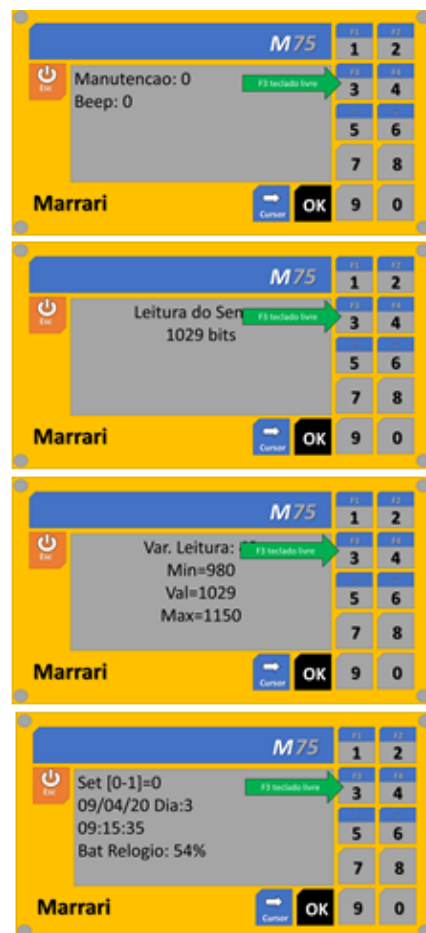 M75
F1
F2
1
2
Esc
Manutencao: 0
F3 teclado livre
F3
F4
3
4
Beep: 0
5
6
7
8
Marrari
Cursor
OK
9
0
M75
F1
F2
1
2
Esc
Leitura do Sen
F3 teclado livre
F3
F4
3
4
1029 bits
5
6
7
8
Marrari
Cursor
OK
9
0
M75
F1
F2
1
2
Esc
Var. Leitura:
F3 teclado livre
F3
F4
3
4
Min=980
Val=1029
5
6
Max=1150
7
8
Marrari
Cursor
OK
9
0
M75
F1
F2
1
2
Esc
Set [0-1]=0
F3 teclado livre
F3
F4
3
4
09/04/20 Dia:3
09:15:35
5
6
Bat Relogio: 54%
7
8
Marrari
Cursor
OK
9
0